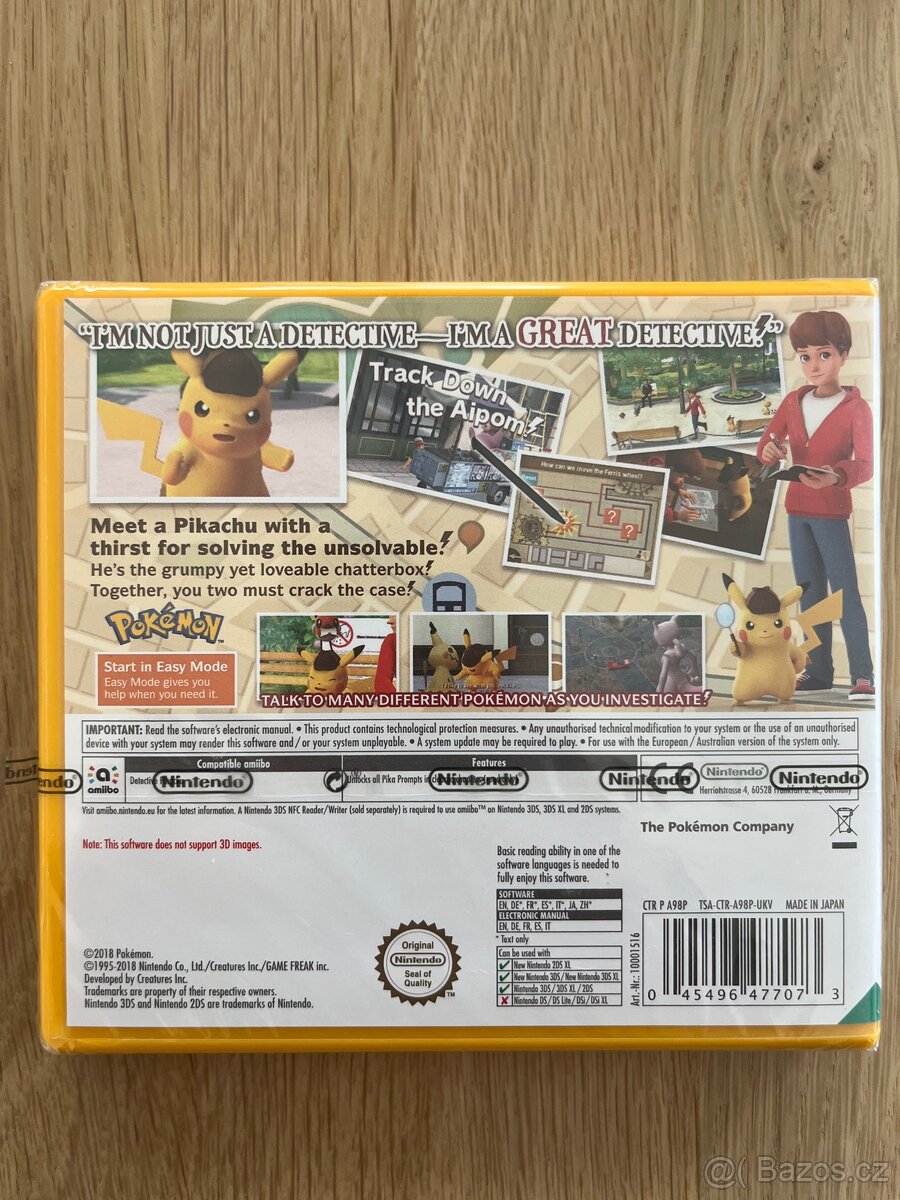 “I'M NOT JUST A DETECTIVE—I'M A GREAT DETECTIVE!”
Track Down
the Aipom!
How can we move the Ferris wheel?
?
?
Meet a Pikachu with a
thirst for solving the unsolvable!
He's the grumpy yet loveable chatterbox!
Together, you two must crack the case!
POKÉMON™
Start in Easy Mode
Easy Mode gives you
help when you need it.
TALK TO MANY DIFFERENT POKÉMON AS YOU INVESTIGATE!
IMPORTANT: Read the software's electronic manual. • This product contains technological protection measures. • Any unauthorised technical modification to your system or the use of an unauthorised
device with your system may render this software and / or your system unplayable. • A system update may be required to play. • For use with the European / Australian version of the system only.
amiibo
Compatible amiibo
Detective
Features
Unlocks all Pika Prompts in
Nintendo
Nintendo
Nintendo
Nintendo
Nintendo
CE
Nintendo
Herriotstrasse 4, 60528 Frankfurt a. M., Germany
Visit amiibo.nintendo.eu for the latest information. A Nintendo 3DS NFC Reader/Writer (sold separately) is required to use amiibo™ on Nintendo 3DS, 3DS XL and 2DS systems.
The Pokémon Company
Note: This software does not support 3D images.
Basic reading ability in one of the
software languages is needed to
fully enjoy this software.
SOFTWARE
EN, DE*, FR*, ES*, IT*, JA, ZH*
ELECTRONIC MANUAL
EN, DE, FR, ES, IT
* Text only
Can be used with
New Nintendo 2DS XL
New Nintendo 3DS / New Nintendo 3DS XL
Nintendo 3DS / 3DS XL / 2DS
Nintendo DS / DS Lite / DSi / DSi XL
CTR P A98P TSA-CTR-A98P-UKV MADE IN JAPAN
Art.-Nr.: 10001516
0 45496 47707 3
Original
Nintendo
Seal of
Quality
™
©2018 Pokémon.
©1995-2018 Nintendo Co., Ltd./Creatures Inc./GAME FREAK inc.
Developed by Creatures Inc.
Trademarks are property of their respective owners.
Nintendo 3DS and Nintendo 2DS are trademarks of Nintendo.
@( Bazos.cz